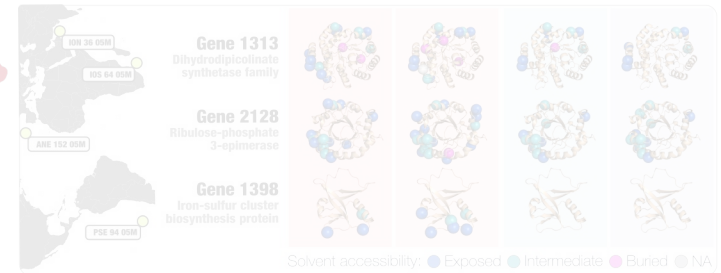 ION 36 05M
IOS 64 05M
ANE 152 05M
PSE 94 05M
Gene 1313
Dihydrodipicolinate
synthetase family
Gene 2128
Ribulose-phosphate
3-epimerase
Gene 1398
Iron-sulfur cluster
biosynthesis protein
Solvent accessibility: Exposed Intermediate Buried NA